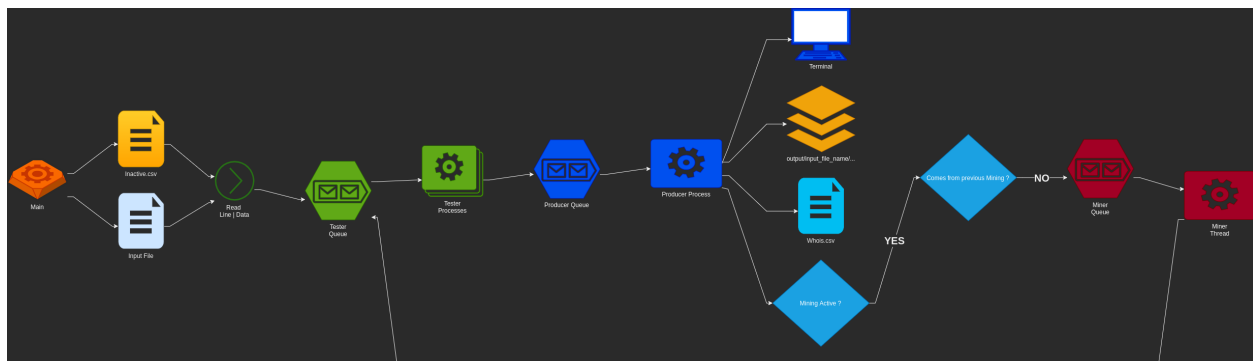 Main
Inactive.csv
Input File
Read
Line | Data
Tester
Queue
Tester
Processes
Producer Queue
Producer Process
Terminal
output/input_file_name/...
Whois.csv
Mining Active ?
YES
Comes from previous Mining ?
NO
Miner
Queue
Miner
Thread